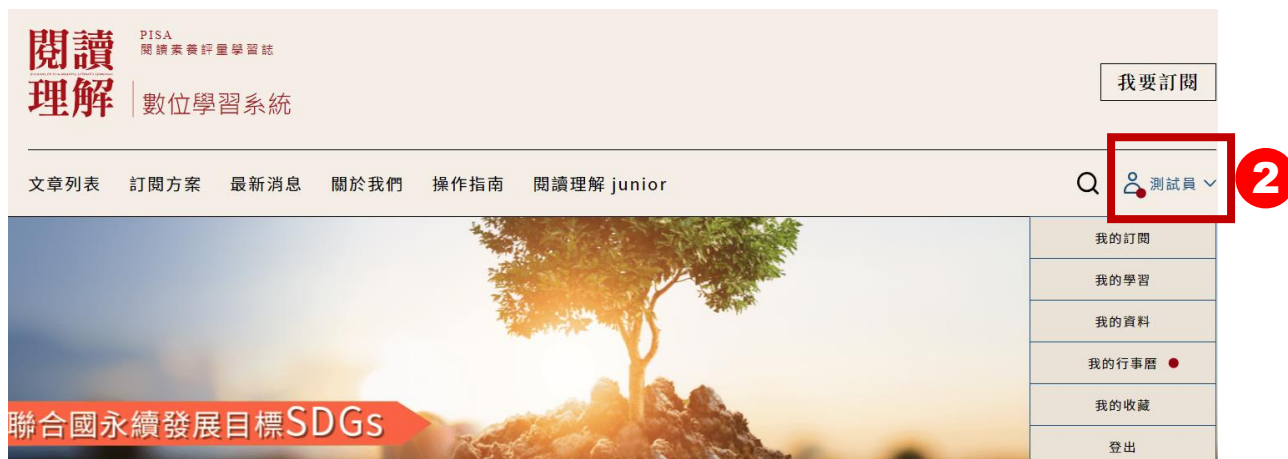 閱讀
理解
PISA
閱讀素養評量學習誌
數位學習系統
我要訂閱
文章列表 訂閱方案 最新消息 關於我們 操作指南 閱讀理解 junior
測試員
2
我的訂閱
我的學習
我的資料
我的行事曆
我的收藏
登出
聯合國永續發展目標SDGs